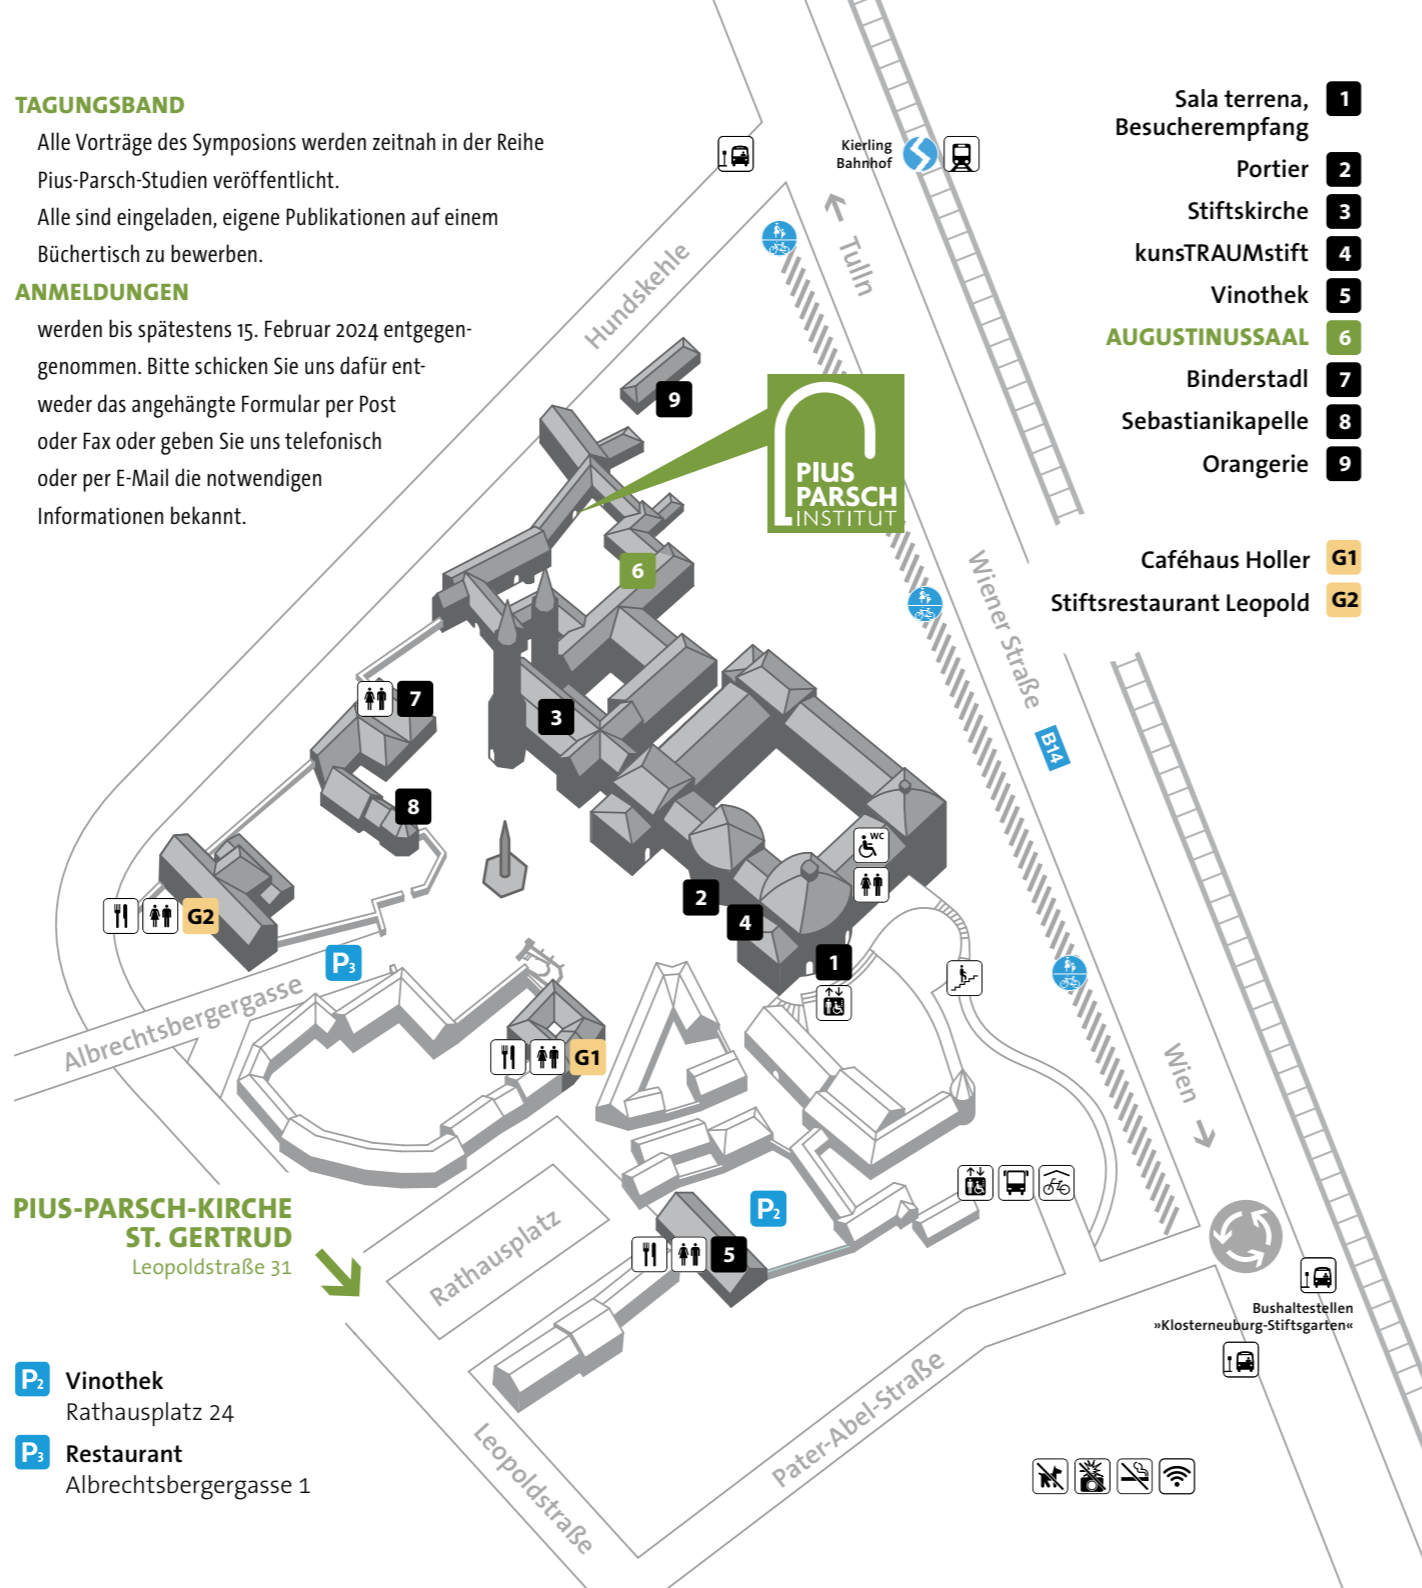 TAGUNGSBAND
Alle Vorträge des Symposions werden zeitnah in der Reihe
Pius-Parsch-Studien veröffentlicht.
Alle sind eingeladen, eigene Publikationen auf einem
Büchertisch zu bewerben.
ANMELDUNGEN
werden bis spätestens 15. Februar 2024 entgegen-
genommen. Bitte schicken Sie uns dafür ent-
weder das angehängte Formular per Post
oder Fax oder geben Sie uns telefonisch
oder per E-Mail die notwendigen
Informationen bekannt.
Sala terrena, 1
Besucherempfang
Portier 2
Stiftskirche 3
kunsTRAUMstift 4
Vinothek 5
AUGUSTINUSSAAL 6
Binderstadl 7
Sebastianikapelle 8
Orangerie 9
Caféhaus Holler G1
Stiftsrestaurant Leopold G2
Kierling
Bahnhof
Tulln
Hundskehle
9
PIUS
PARSCH
INSTITUT
6
Wiener Straße
B14
7
3
8
WC
2
4
1
G2
P3
Albrechtsbergergasse
G1
Wien
P2
5
Rathausplatz
PIUS-PARSCH-KIRCHE
ST. GERTRUD
Leopoldstraße 31
Bushaltestellen
»Klosterneuburg-Stiftsgarten«
Pater-Abel-Straße
Leopoldstraße
P2 Vinothek
Rathausplatz 24
P3 Restaurant
Albrechtsbergergasse 1